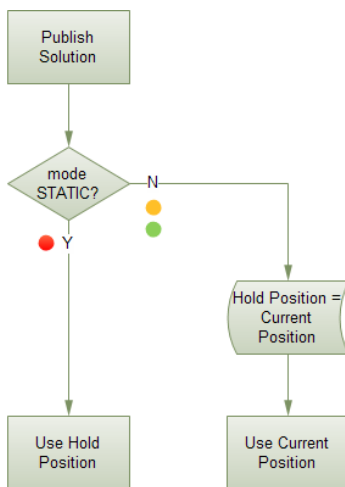 Publish
Solution
mode
STATIC?
N
Y
Hold Position =
Current
Position
Use Hold
Position
Use Current
Position